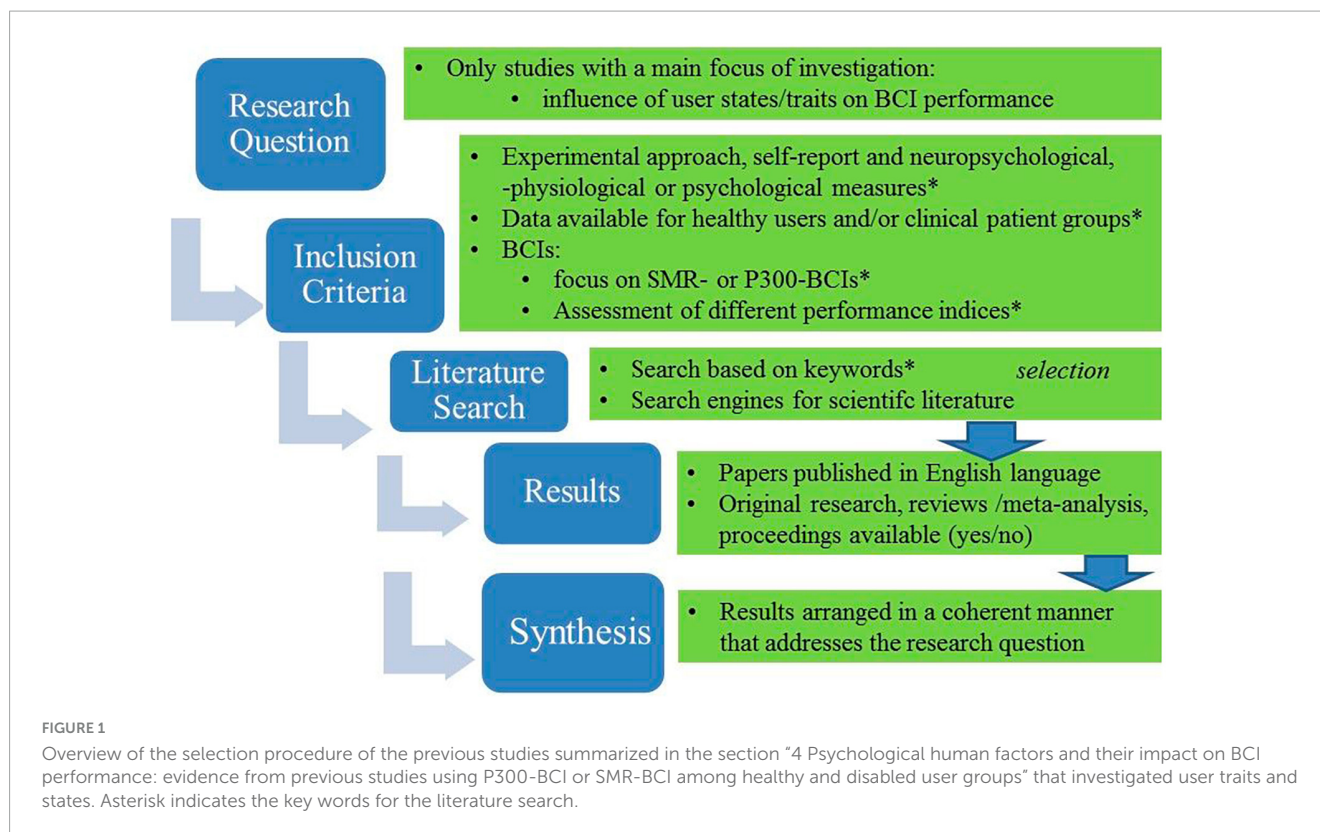 Research
Question
• Only studies with a main focus of investigation:
• influence of user states/traits on BCI performance
Inclusion
Criteria
• Experimental approach, self-report and neuropsychological,
-physiological or psychological measures*
• Data available for healthy users and/or clinical patient groups*
• BCIs:
• focus on SMR- or P300-BCIs*
• Assessment of different performance indices*
Literature
Search
• Search based on keywords* selection
• Search engines for scientifc literature
Results
• Papers published in English language
• Original research, reviews /meta-analysis,
proceedings available (yes/no)
Synthesis
• Results arranged in a coherent manner
that addresses the research question
FIGURE 1
Overview of the selection procedure of the previous studies summarized in the section “4 Psychological human factors and their impact on BCI
performance: evidence from previous studies using P300-BCI or SMR-BCI among healthy and disabled user groups” that investigated user traits and
states. Asterisk indicates the key words for the literature search.